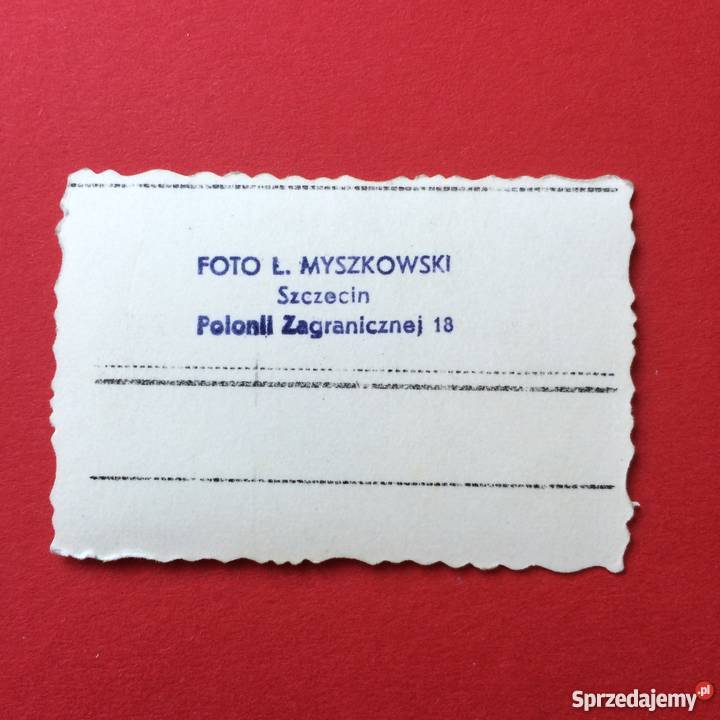 FOTO Ł. MYSZKOWSKI
Szczecin
Polonii Zagranicznej 18
Sprzedajemy.pl